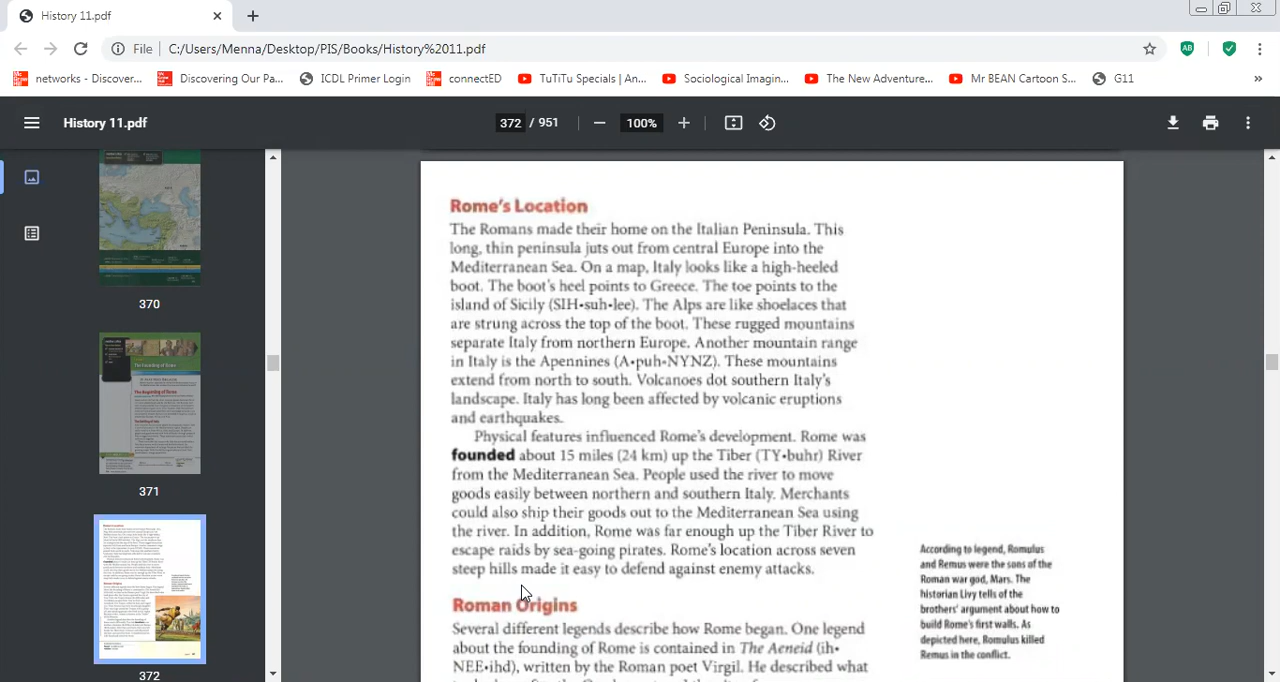 History 11.pdf
File | C:/Users/Menna/Desktop/PIS/Books/History%2011.pdf
AB
networks - Discover... Discovering Our Pa... ICDL Primer Login ConnectED TuTiTu Specials | An... Sociological Imagin... The New Adventure... Mr BEAN Cartoon S... G11 »
History 11.pdf 372 / 951 100%
370
371
372
Rome's Location
The Romans made their home on the Italian Peninsula. This
long, thin peninsula juts out from central Europe into the
Mediterranean Sea. On a map, Italy looks like a high-heeled
boot. The boot's heel points to Greece. The toe points to the
island of Sicily (SIH•suh•lee). The Alps are like shoelaces that
are strung across the top of the boot. These rugged mountains
separate Italy from northern Europe. Another mountain range
in Italy is the (A•puh•NYNZ). These mountains
extend from north Volcanoes dot southern Italy's
landscape. Italy has long been affected by volcanic eruptions
and earthquakes.
Physical features influenced Rome's development. Rome was
founded about 15 miles (24 km) up the Tiber (TY•buhr) River
from the Mediterranean Sea. People used the river to move
goods easily between northern and southern Italy. Merchants
could also ship their goods out to the Mediterranean Sea using
the river. In Rome was far enough up the Tiber River to
escape raids by sea-going pirates. Rome's location across
hills made to defend against enemy attacks.
Roman
different legends describe how Rome began. One legend
about the founding of Rome is contained in The Aeneid (ih•
NEE•ihd), written by the Roman poet Virgil. He described what
According to legend, Romulus
and Remus were the sons of the
Roman war god, Mars. The
historian Livy tells of the
brothers' argument about how to
build Rome's first walls. As
depicted here, Romulus killed
Remus in the conflict.